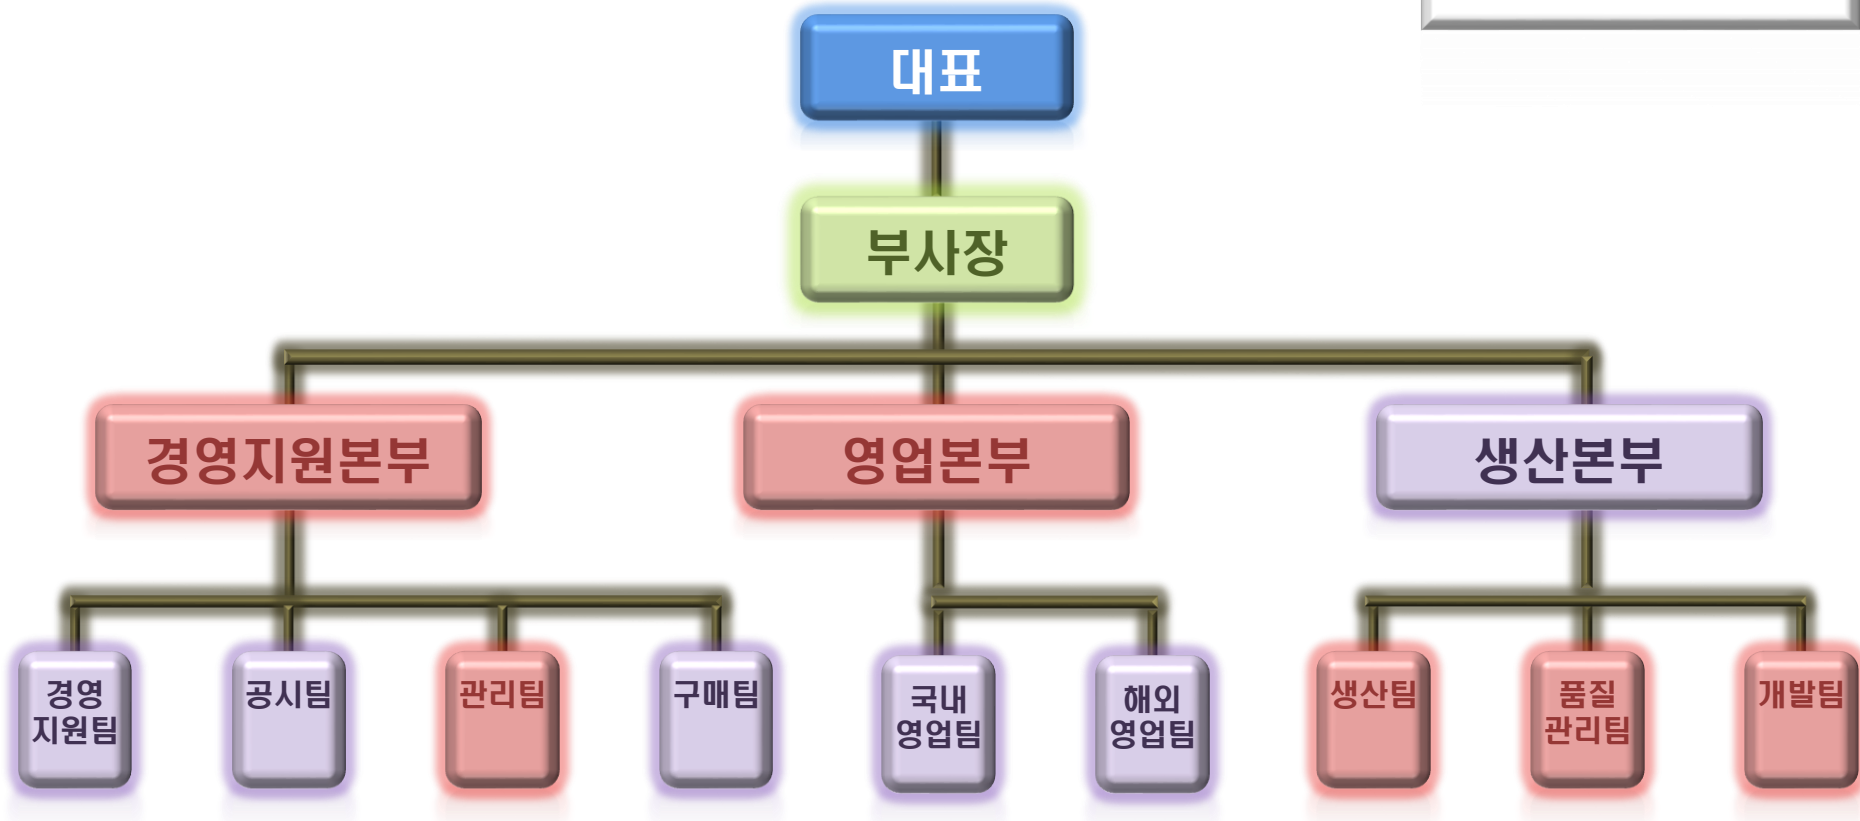 대표
부사장
경영지원본부
영업본부
생산본부
경영
지원팀
공시팀
관리팀
구매팀
국내
영업팀
해외
영업팀
생산팀
품질
관리팀
개발팀